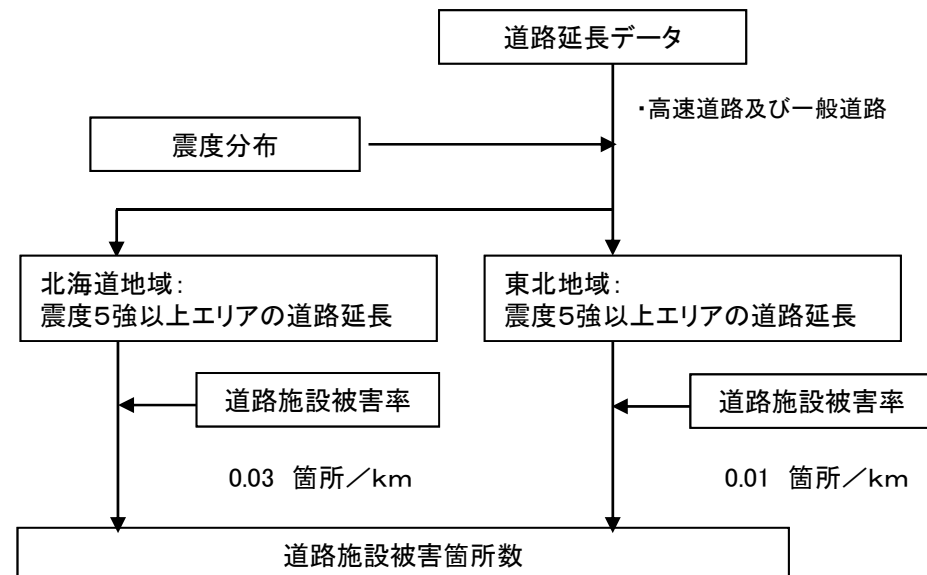 道路延長データ
・高速道路及び一般道路
震度分布
北海道地域：
震度５強以上エリアの道路延長
東北地域：
震度５強以上エリアの道路延長
道路施設被害率
道路施設被害率
0.03 箇所／ｋｍ
0.01 箇所／ｋｍ
道路施設被害箇所数